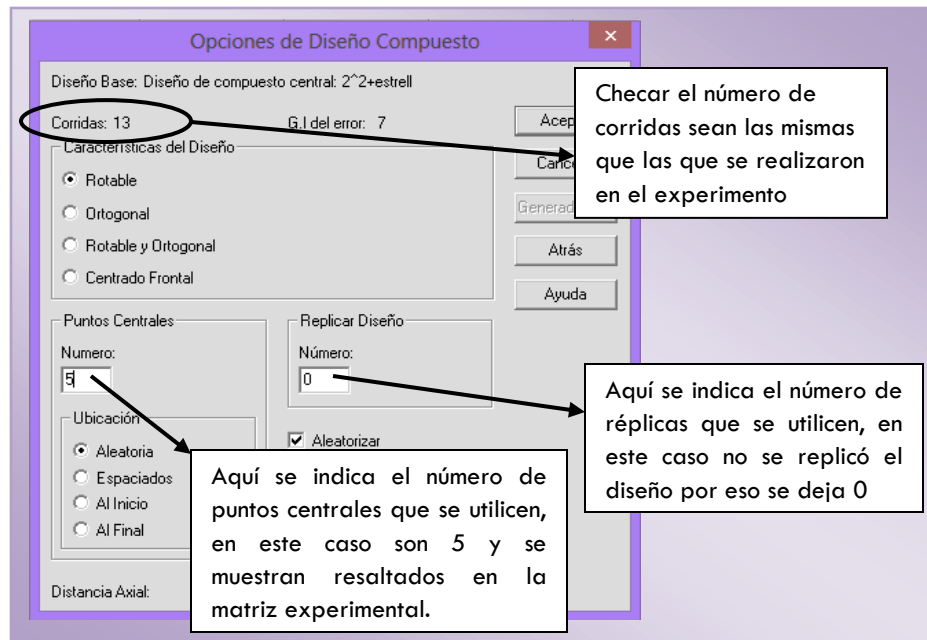 Opciones de Diseño Compuesto
Diseño Base: Diseño de compuesto central: 2^2+estrell
Corridas: 13
G.l del error: 7
Características del Diseño
Rotable
Ortogonal
Rotable y Ortogonal
Centrado Frontal
Atrás
Ayuda
Checar el número de
corridas sean las mismas
que las que se realizaron
en el experimento
Puntos Centrales
Numero:
5
Ubicación
Aleatoria
Espaciados
Al Inicio
Al Final
Replicar Diseño
Número:
0
Aleatorizar
Aquí se indica el número de
réplicas que se utilicen, en
este caso no se replicó el
diseño por eso se deja 0
Aquí se indica el número de
puntos centrales que se utilicen,
en este caso son 5 y se
muestran resaltados en la
matriz experimental.
Distancia Axial: